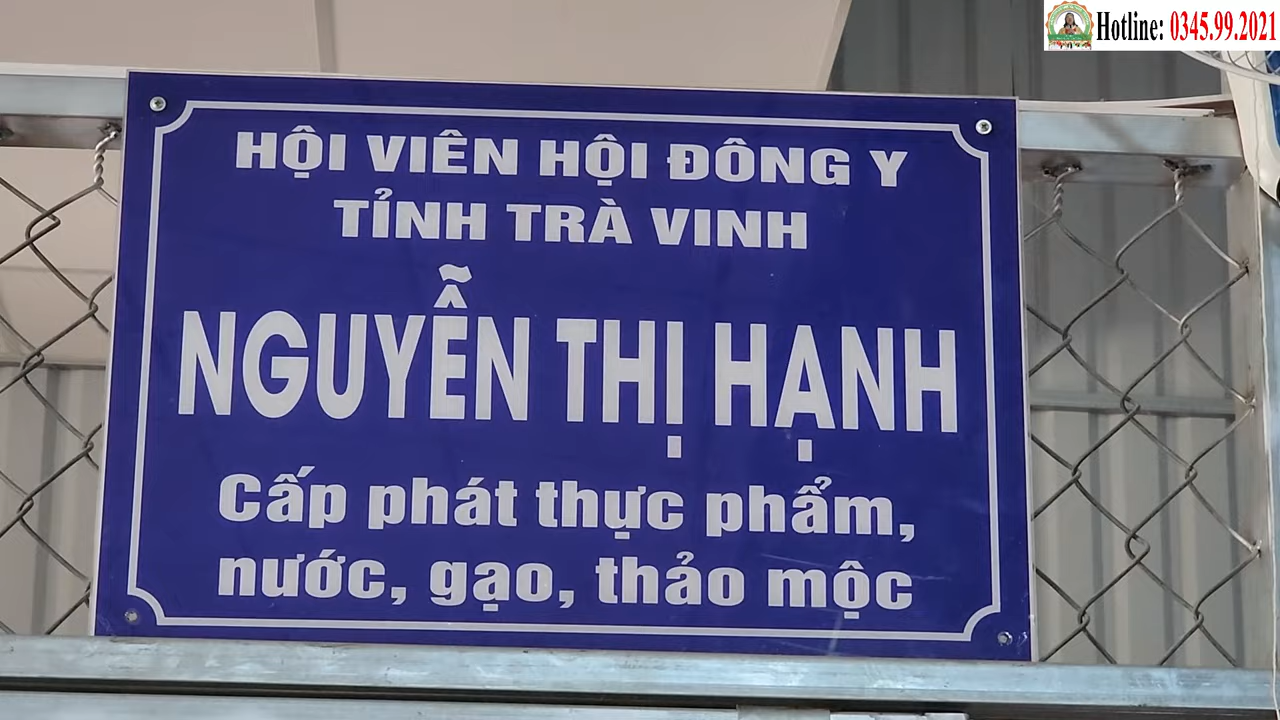 Hotline: 0345.99.2021
HỘI VIÊN HỘI ĐÔNG Y
TỈNH TRÀ VINH
NGUYỄN THỊ HẠNH
Cấp phát thực phẩm,
nước, gạo, thảo mộc